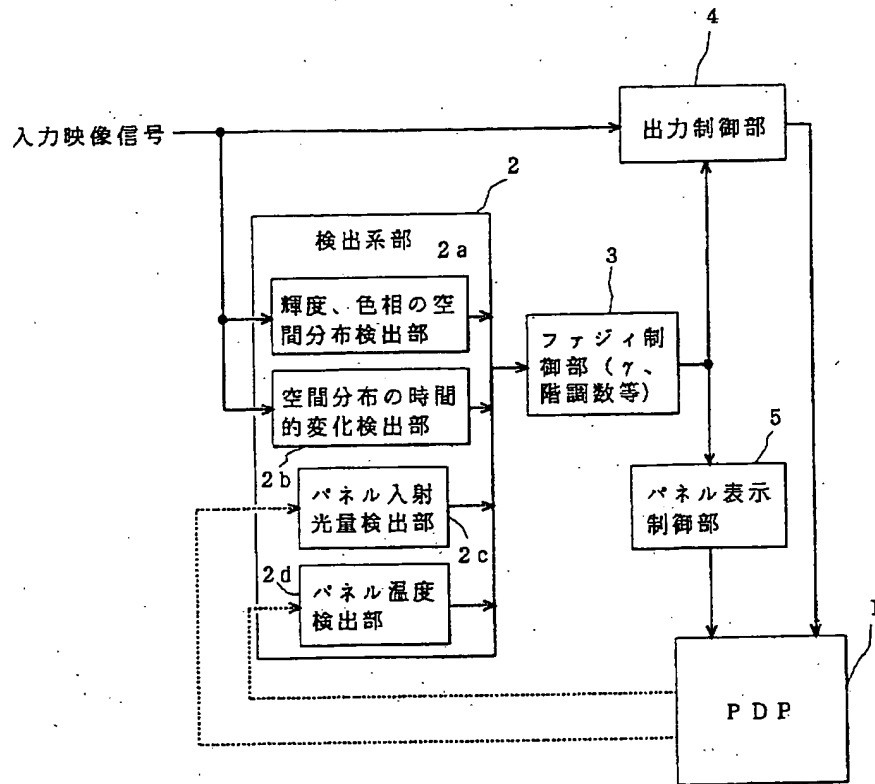 4
入力映像信号
出力制御部
2
検出系部
2a
3
輝度、色相の空
間分布検出部
ファジィ制
御部(γ、
階調数等)
空間分布の時間
的変化検出部
2b
5
パネル入射
光量検出部
2c
パネル表示
制御部
2d
パネル温度
検出部
1
PDP